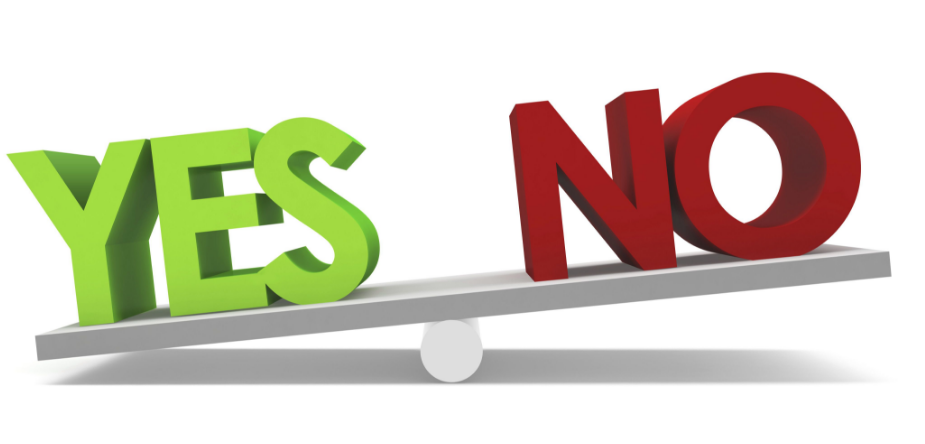 YES NO